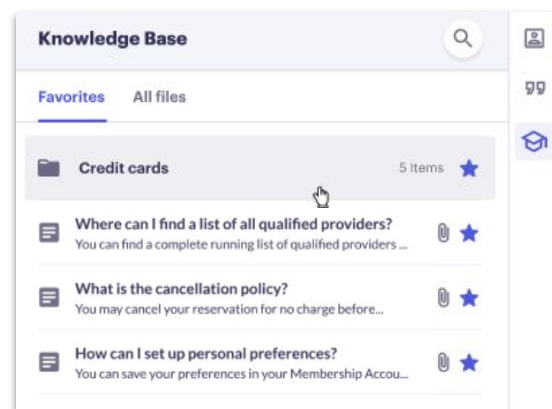 Knowledge Base
Favorites All files
Credit cards 5 Items
Where can I find a list of all qualified providers?
You can find a complete running list of qualified providers ...
What is the cancellation policy?
You may cancel your reservation for no charge before...
How can I set up personal preferences?
You can save your preferences in your Membership Accou...